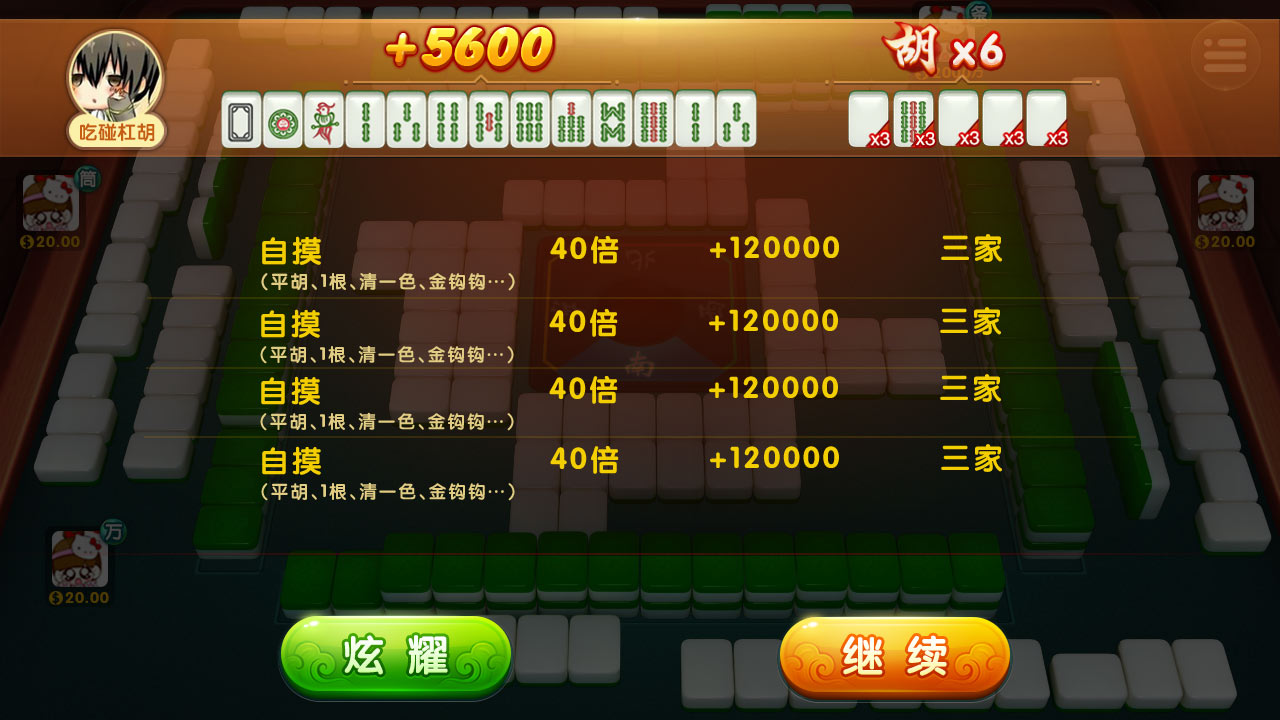 +5600
胡x6
条
吃碰杠胡
x3
x3
x3
x3
x3
筒
$20.00
$20.00
自摸 40倍 +120000 三家
(平胡、1根、清一色、金钩钩…)
自摸 40倍 +120000 三家
(平胡、1根、清一色、金钩钩…)
南
自摸 40倍 +120000 三家
(平胡、1根、清一色、金钩钩…)
自摸 40倍 +120000 三家
(平胡、1根、清一色、金钩钩…)
万
$20.00
炫耀
继续